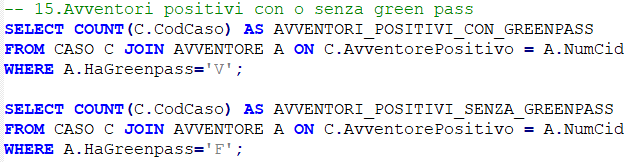 -- 15.Avventori positivi con o senza green pass
SELECT COUNT(C.CodCaso) AS AVVENTORI_POSITIVI_CON_GREENPASS
FROM CASO C JOIN AVVENTORE A ON C.AvventorePositivo = A.NumCid
WHERE A.HaGreenpass='V';
SELECT COUNT(C.CodCaso) AS AVVENTORI_POSITIVI_SENZA_GREENPASS
FROM CASO C JOIN AVVENTORE A ON C.AvventorePositivo = A.NumCid
WHERE A.HaGreenpass='F';